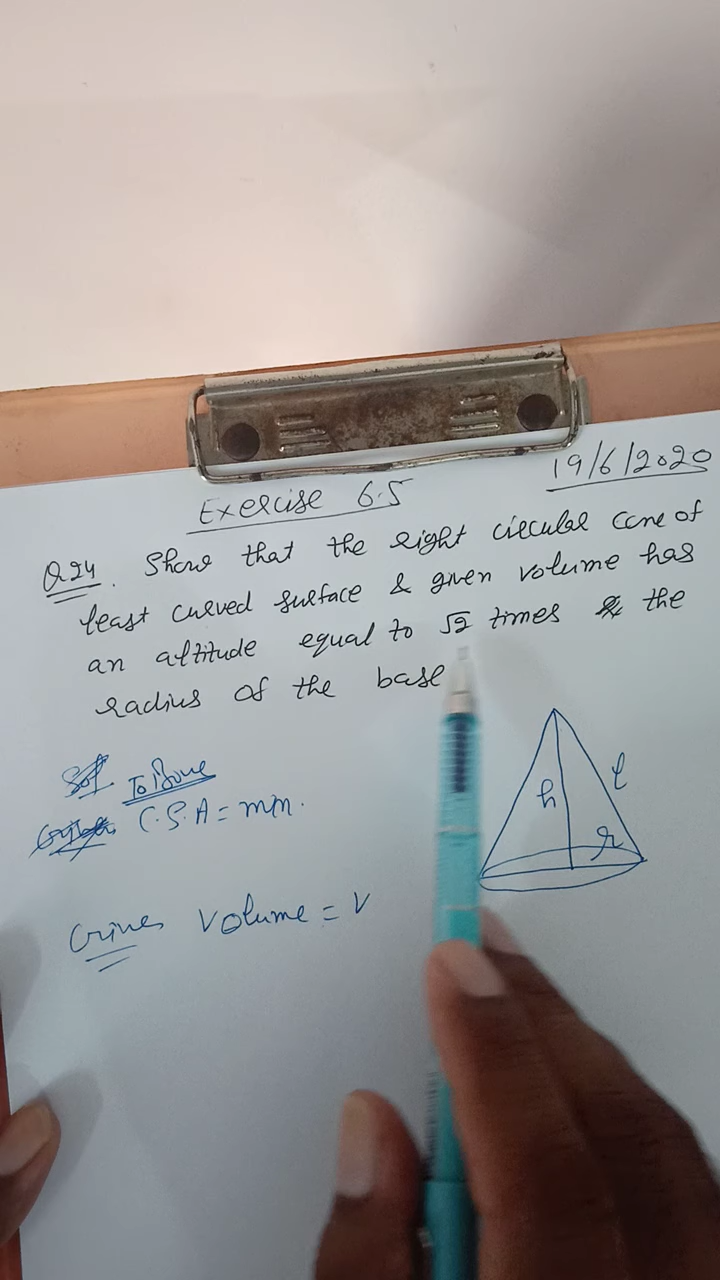 19/6/2020
Exercise 6.5
Q24. Show that the right circular cone of
least curved surface & given volume has
an altitude equal to √2 times the
radius of the base
Sol. To Prove
C.S.A = min.
Given Volume = V
h
l
r